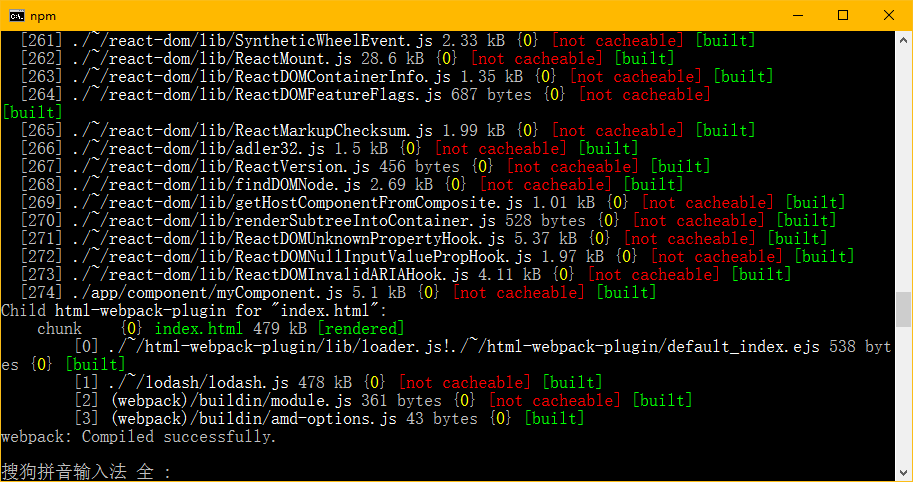 npm
[261] ./~/react-dom/lib/SyntheticWheelEvent.js 2.33 kB {0} [not cacheable] [built]
[262] ./~/react-dom/lib/ReactMount.js 28.6 kB {0} [not cacheable] [built]
[263] ./~/react-dom/lib/ReactDOMContainerInfo.js 1.35 kB {0} [not cacheable] [built]
[264] ./~/react-dom/lib/ReactDOMFeatureFlags.js 687 bytes {0} [not cacheable]
[built]
[265] ./~/react-dom/lib/ReactMarkupChecksum.js 1.99 kB {0} [not cacheable] [built]
[266] ./~/react-dom/lib/adler32.js 1.5 kB {0} [not cacheable] [built]
[267] ./~/react-dom/lib/ReactVersion.js 456 bytes {0} [not cacheable] [built]
[268] ./~/react-dom/lib/findDOMNode.js 2.69 kB {0} [not cacheable] [built]
[269] ./~/react-dom/lib/getHostComponentFromComposite.js 1.01 kB {0} [not cacheable] [built]
[270] ./~/react-dom/lib/renderSubtreeIntoContainer.js 528 bytes {0} [not cacheable] [built]
[271] ./~/react-dom/lib/ReactDOMUnknownPropertyHook.js 5.37 kB {0} [not cacheable] [built]
[272] ./~/react-dom/lib/ReactDOMNullInputValuePropHook.js 1.97 kB {0} [not cacheable] [built]
[273] ./~/react-dom/lib/ReactDOMInvalidARIAHook.js 4.11 kB {0} [not cacheable] [built]
[274] ./app/component/myComponent.js 5.1 kB {0} [not cacheable] [built]
Child html-webpack-plugin for "index.html":
chunk    {0} index.html 479 kB [rendered]
[0] ./~/html-webpack-plugin/lib/loader.js!./~/html-webpack-plugin/default_index.ejs 538 byt
es {0} [built]
[1] ./~/lodash/lodash.js 478 kB {0} [not cacheable] [built]
[2] (webpack)/buildin/module.js 361 bytes {0} [not cacheable] [built]
[3] (webpack)/buildin/amd-options.js 43 bytes {0} [built]
webpack: Compiled successfully.
搜狗拼音输入法 全 :